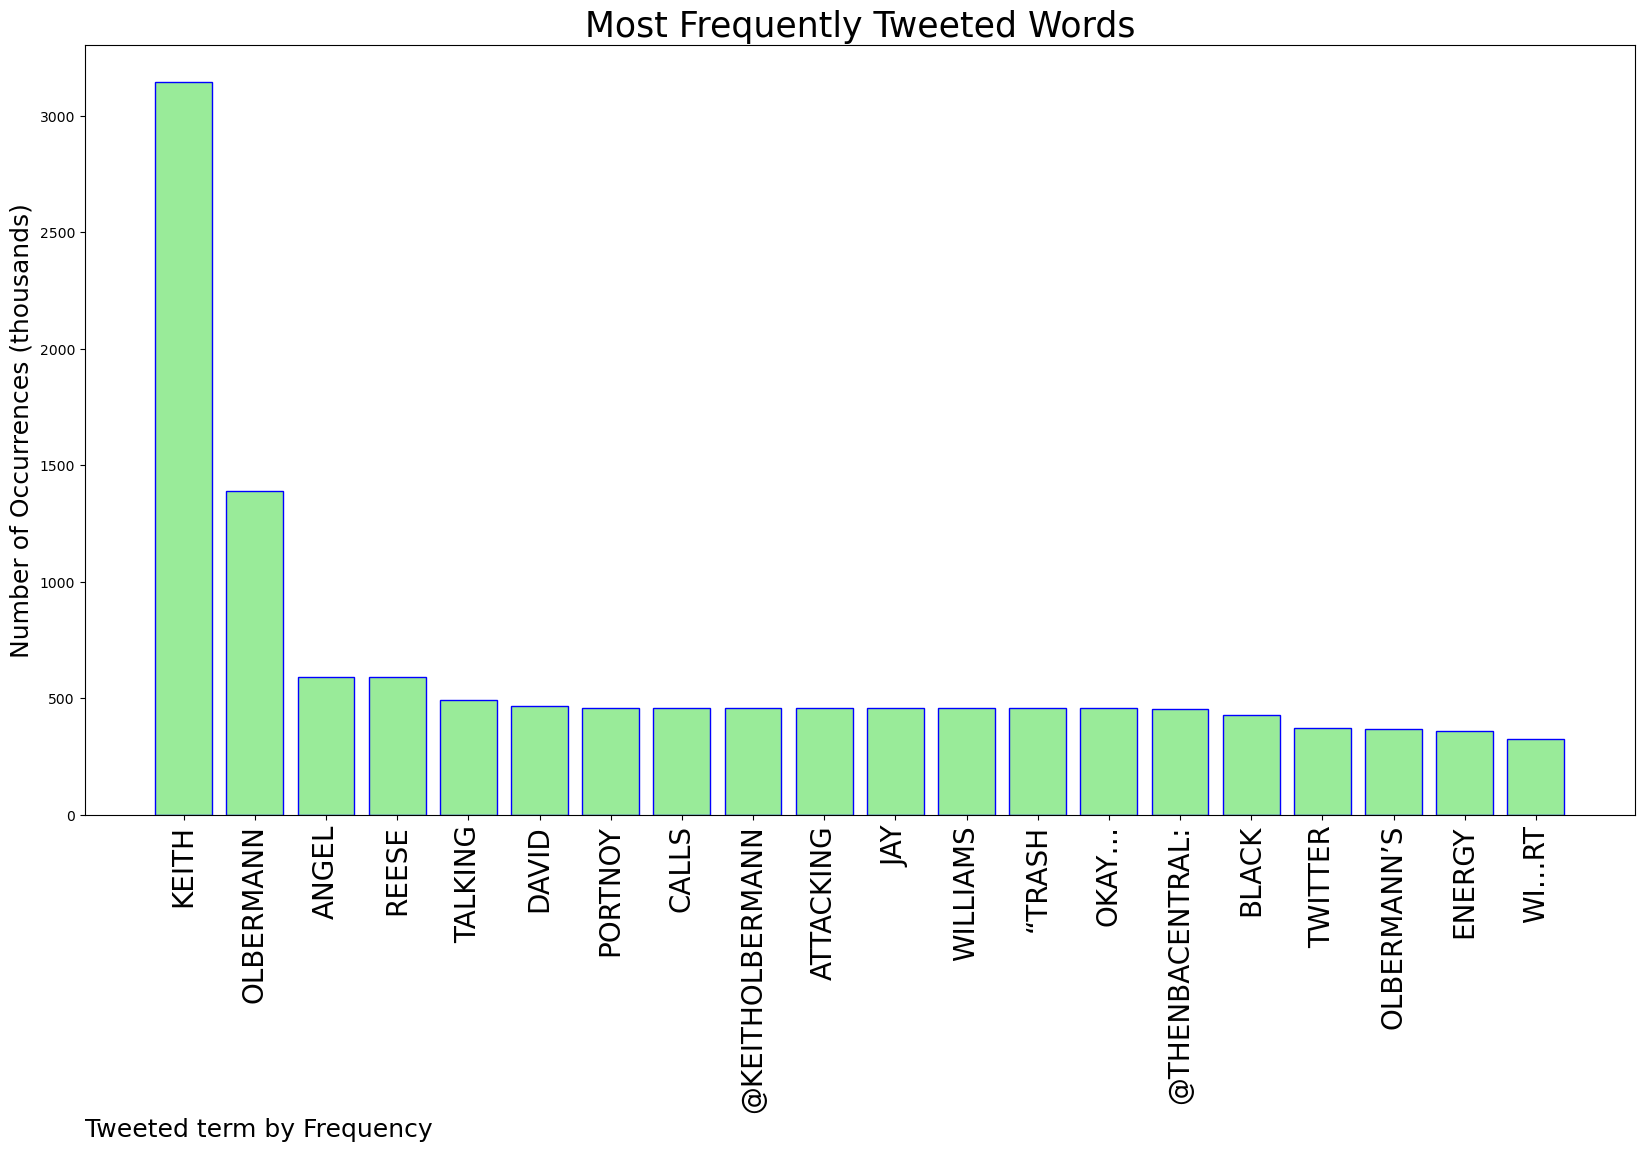 Most Frequently Tweeted Words
Number of Occurrences (thousands)
3000
2500
2000
1500
1000
500
0
KEITH
OLBERMANN
ANGEL
REESE
TALKING
DAVID
PORTNOY
CALLS
@KEITHOLBERMANN
ATTACKING
JAY
WILLIAMS
“TRASH
OKAY…
@THENBACENTRAL:
BLACK
TWITTER
OLBERMANN’S
ENERGY
WI…RT
Tweeted term by Frequency